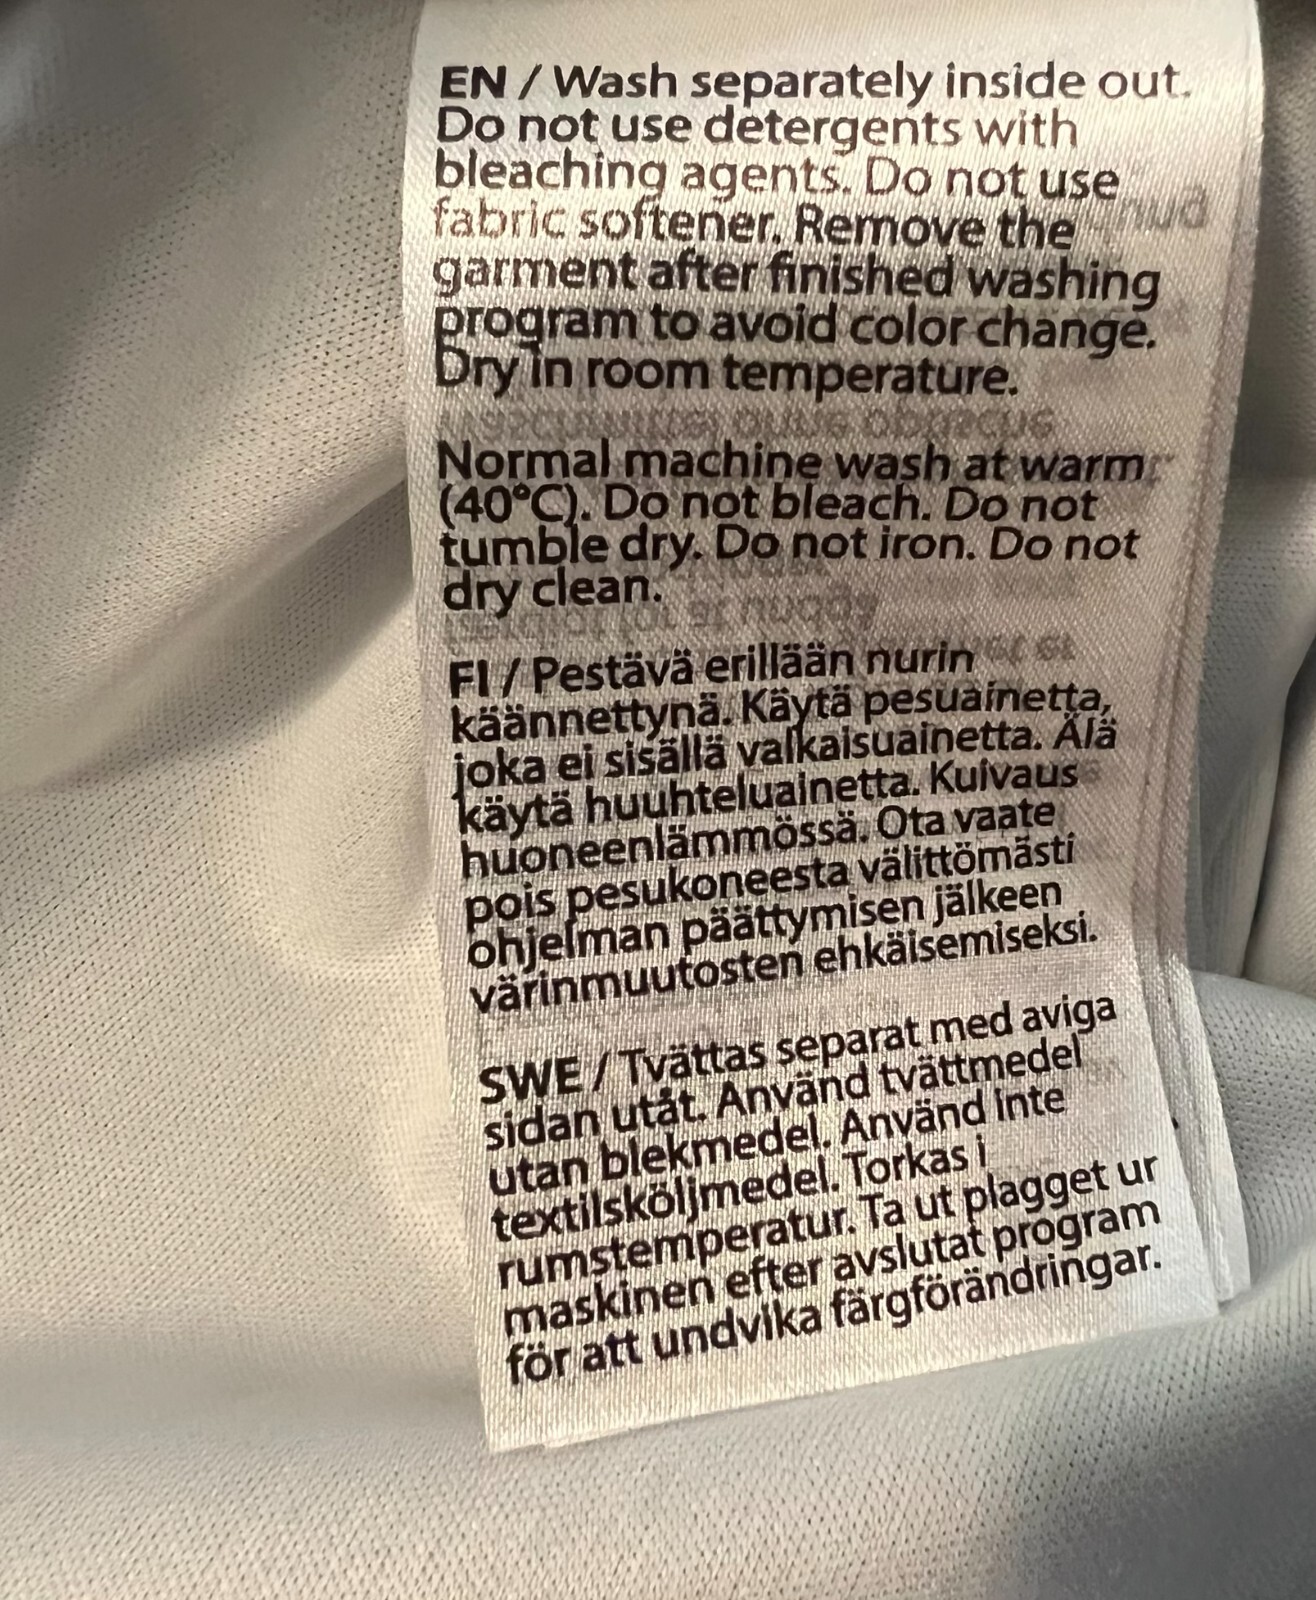 EN / Wash separately inside out.
Do not use detergents with
bleaching agents. Do not use
fabric softener. Remove the
garment after finished washing
program to avoid color change.
Dry in room temperature.
Normal machine wash at warm
(40°C). Do not bleach. Do not
tumble dry. Do not iron. Do not
dry clean.
FI / Pestävä erillään nurin
käännettynä. Käytä pesuainetta,
joka ei sisällä valkaisuainetta. Älä
käytä huuhteluainetta. Kuivaus
huoneenlämmössä. Ota vaate
pois pesukoneesta välittömästi
ohjelman päättymisen jälkeen
värinmuutosten ehkäisemiseksi.
SWE / Tvättas separat med aviga
sidan utåt. Använd tvättmedel
utan blekmedel. Använd inte
textilsköljmedel. Torkas i
rumstemperatur. Ta ut plagget ur
maskinen efter avslutat program
för att undvika färgförändringar.